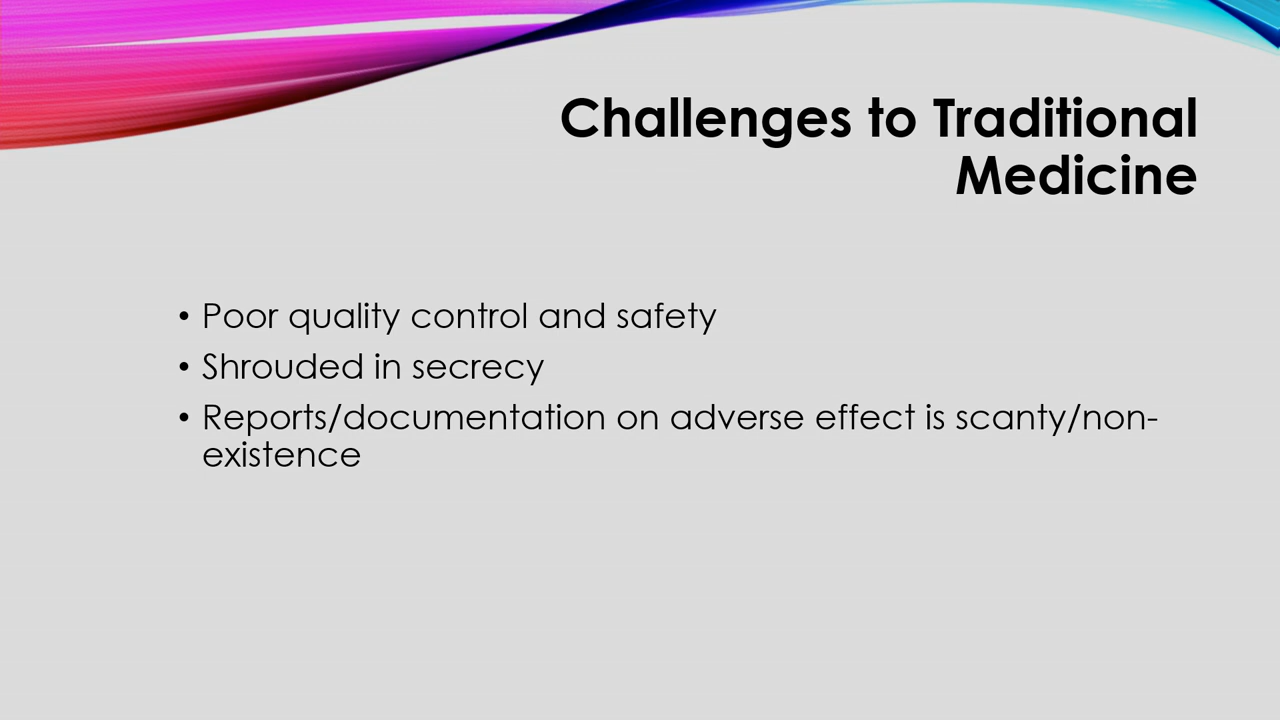 Challenges to Traditional
Medicine
• Poor quality control and safety
• Shrouded in secrecy
• Reports/documentation on adverse effect is scanty/non-
existence